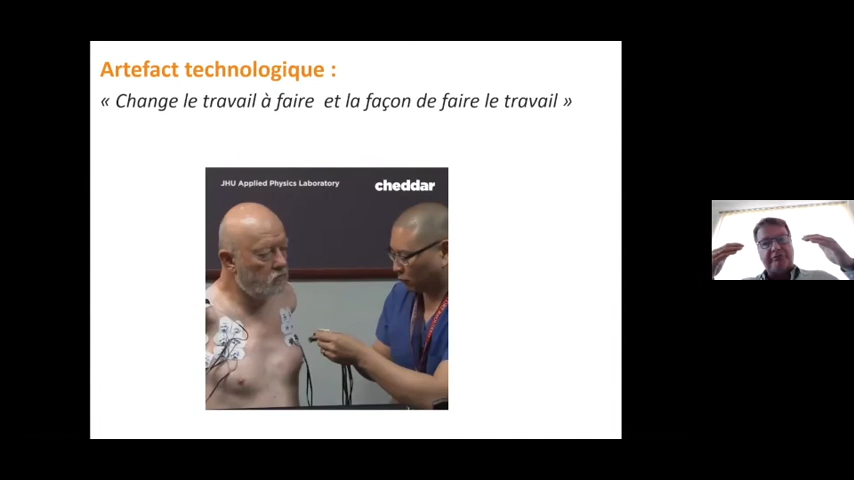 Artefact technologique :
« Change le travail à faire et la façon de faire le travail »
JHU Applied Physics Laboratory
cheddar